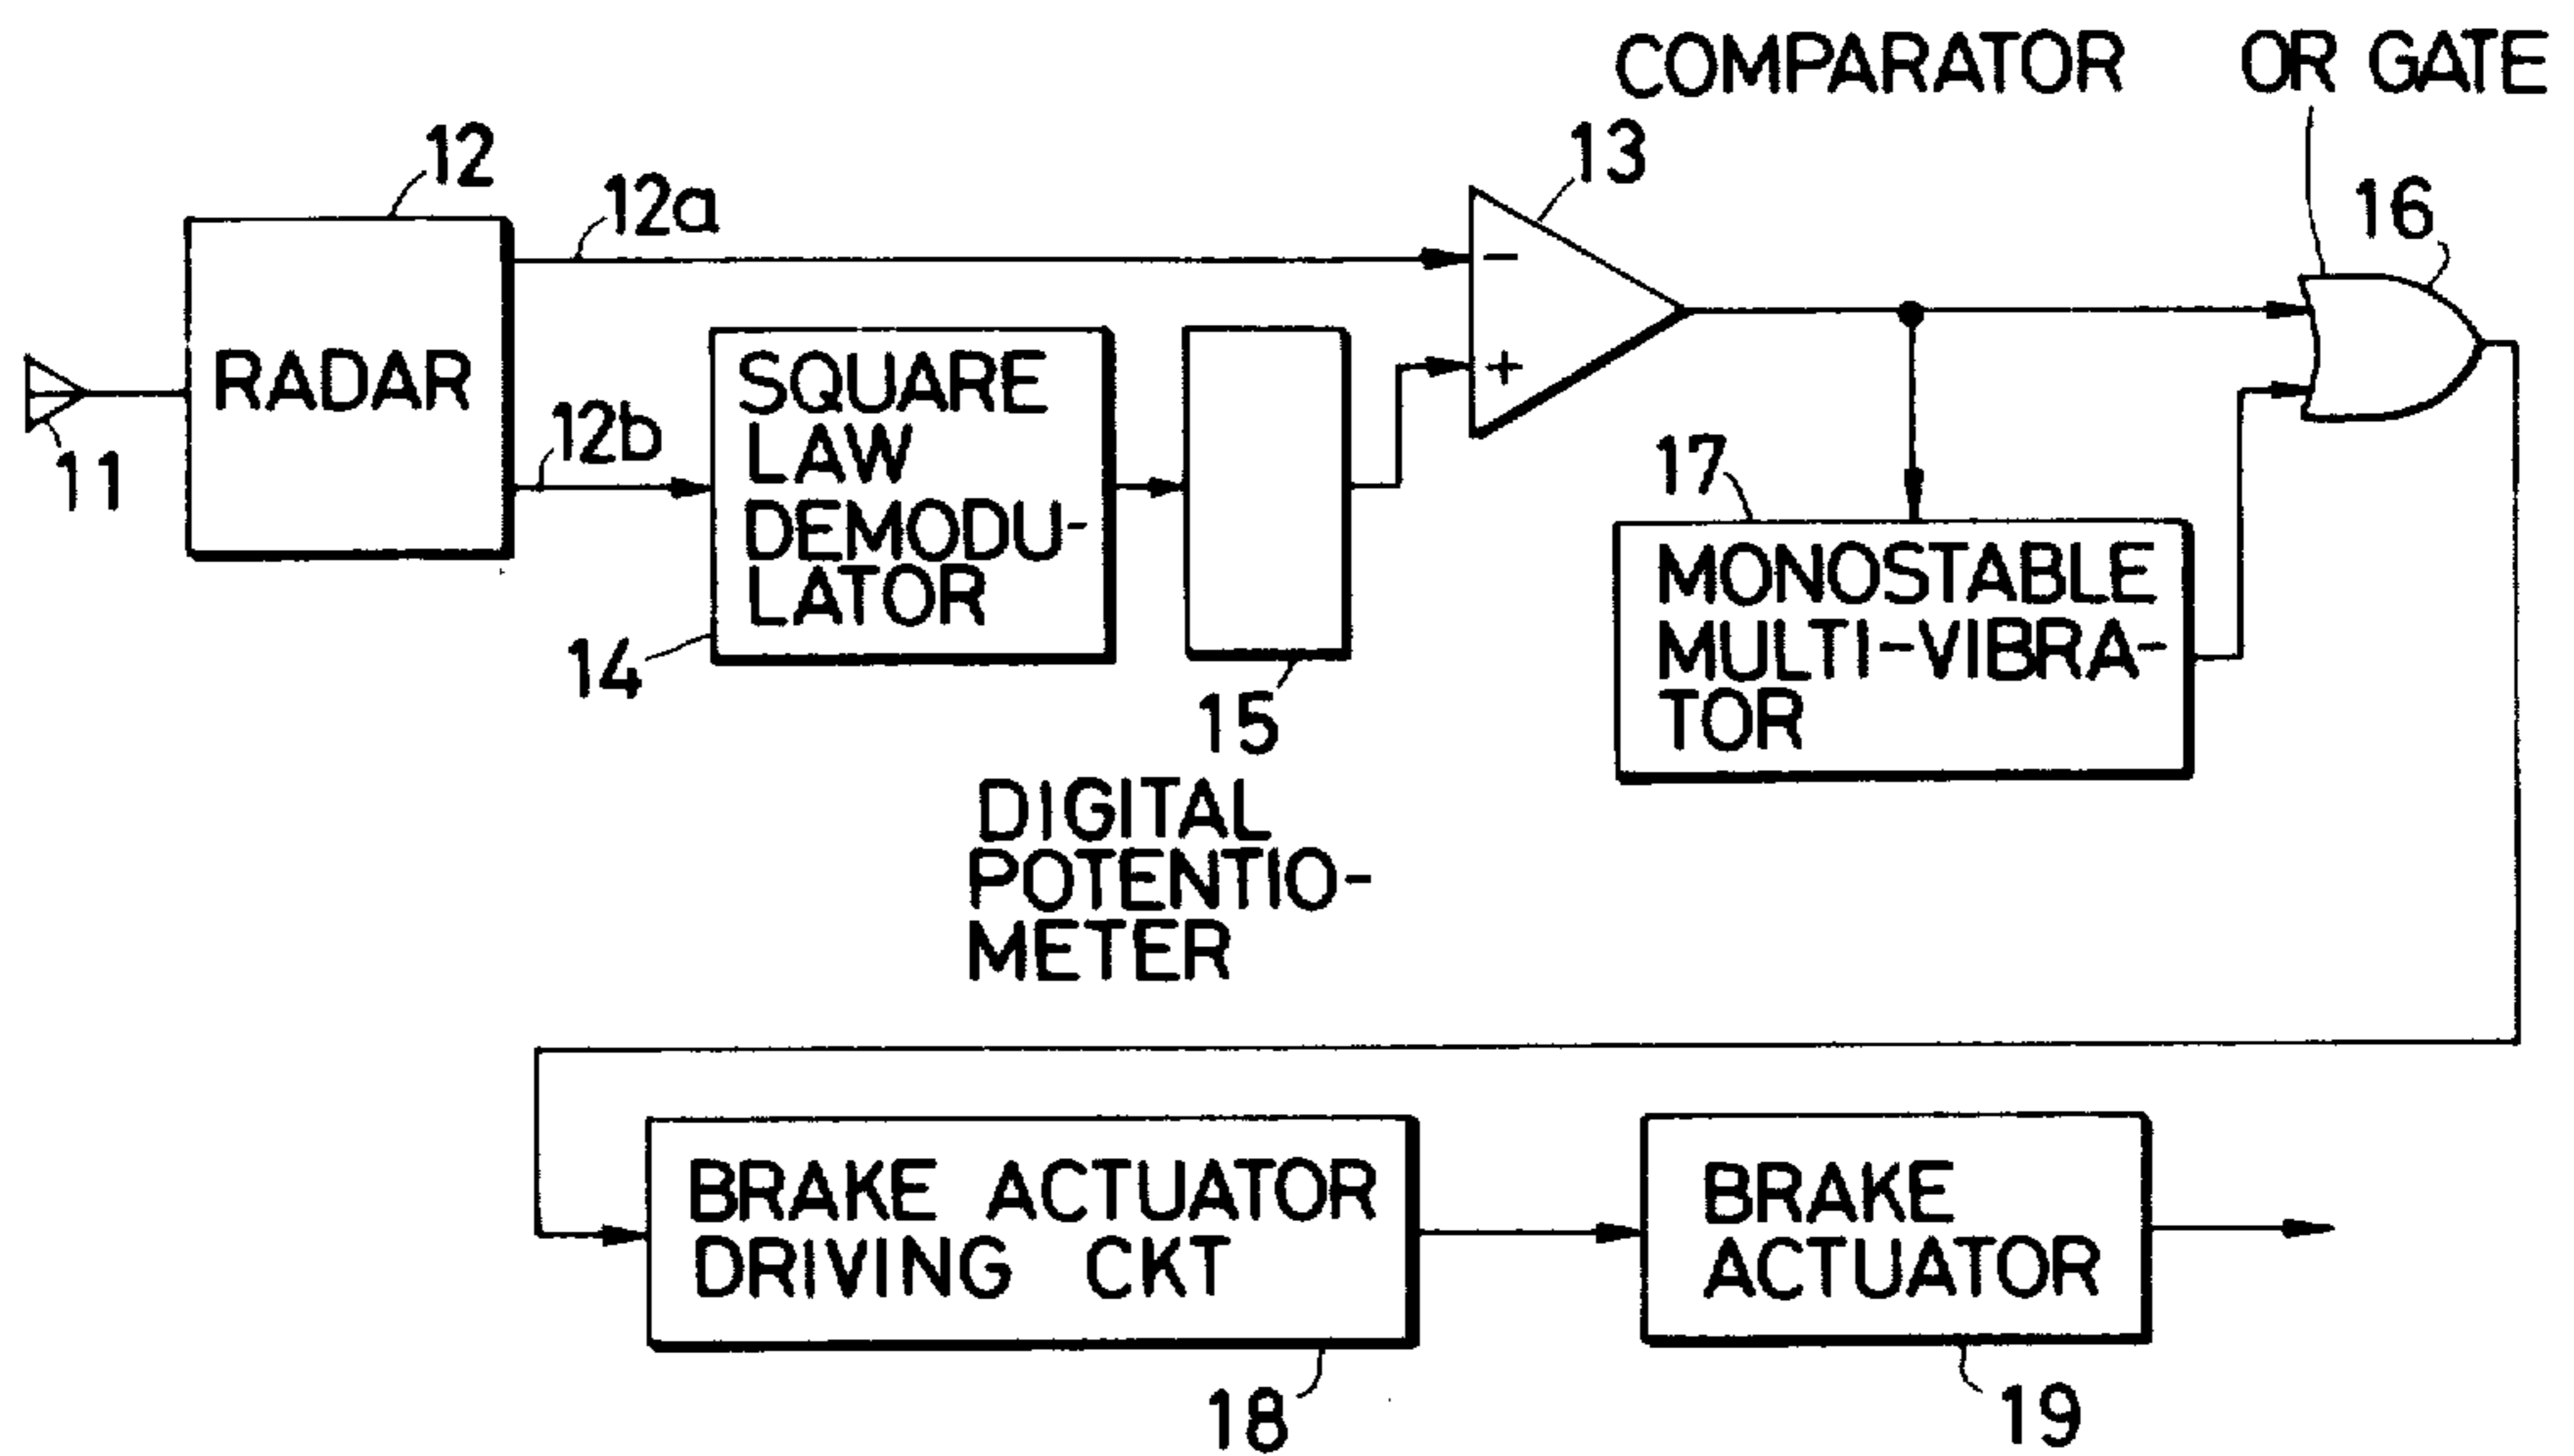 COMPARATOR
OR GATE
12
12a
13
16
RADAR
11
12b
SQUARE
LAW
DEMODU-
LATOR
14
15
DIGITAL
POTENTIO-
METER
-
+
17
MONOSTABLE
MULTI-VIBRA-
TOR
BRAKE ACTUATOR
DRIVING CKT
18
BRAKE
ACTUATOR
19